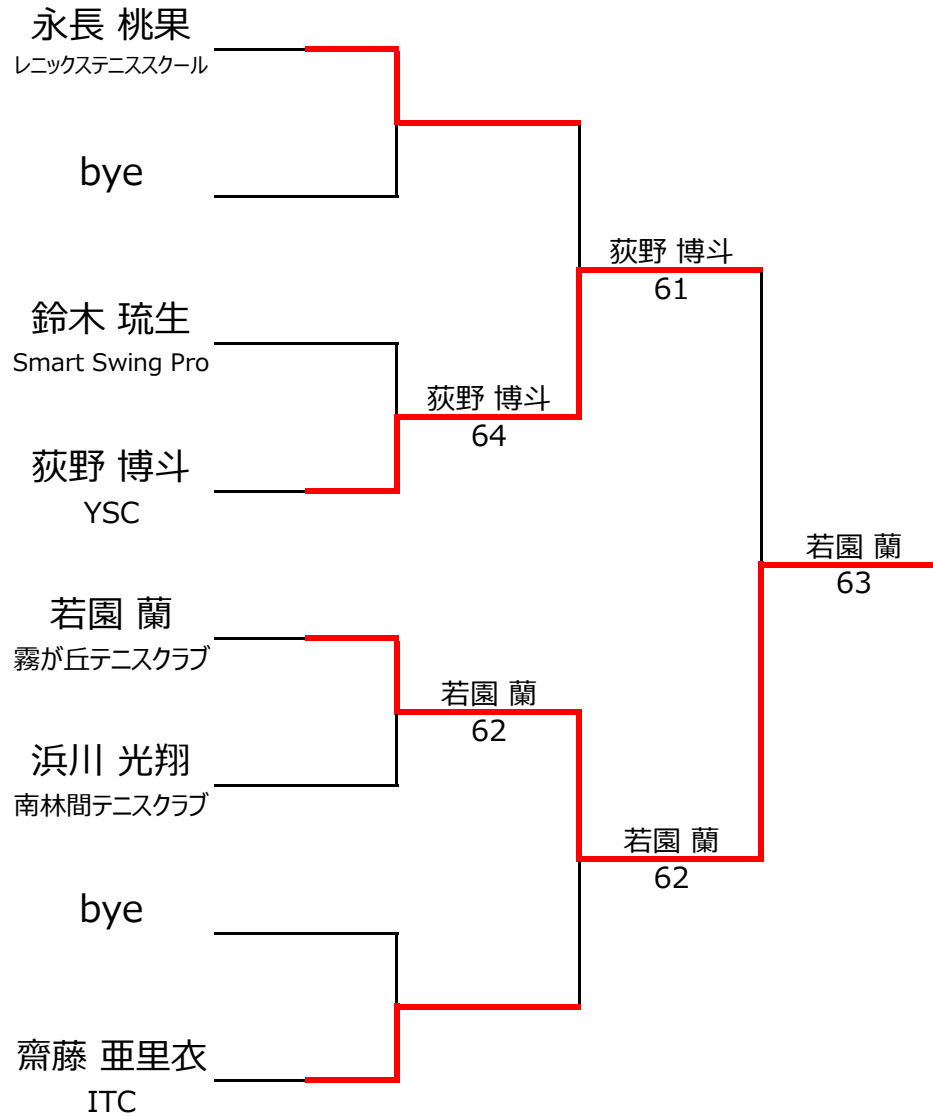 永長 桃果
レニックステニススクール
bye
鈴木 琉生
Smart Swing Pro
荻野 博斗
YSC
若園 蘭
霧が丘テニスクラブ
浜川 光翔
南林間テニスクラブ
bye
齋藤 亜里衣
ITC
荻野 博斗
64
若園 蘭
62
荻野 博斗
61
若園 蘭
62
若園 蘭
63